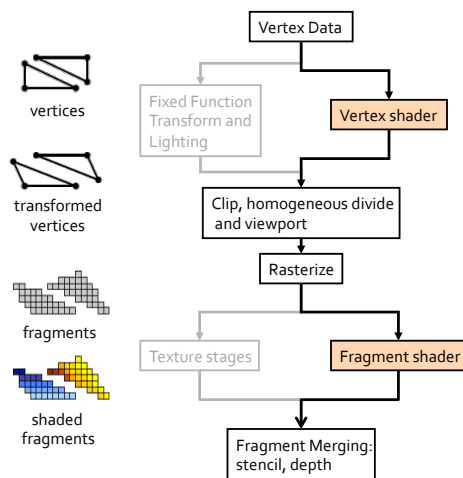 Vertex Data
vertices
Fixed Function
Transform and
Lighting
Vertex shader
transformed
vertices
Clip, homogeneous divide
and viewport
Rasterize
fragments
Texture stages
Fragment shader
shaded
fragments
Fragment Merging:
stencil, depth